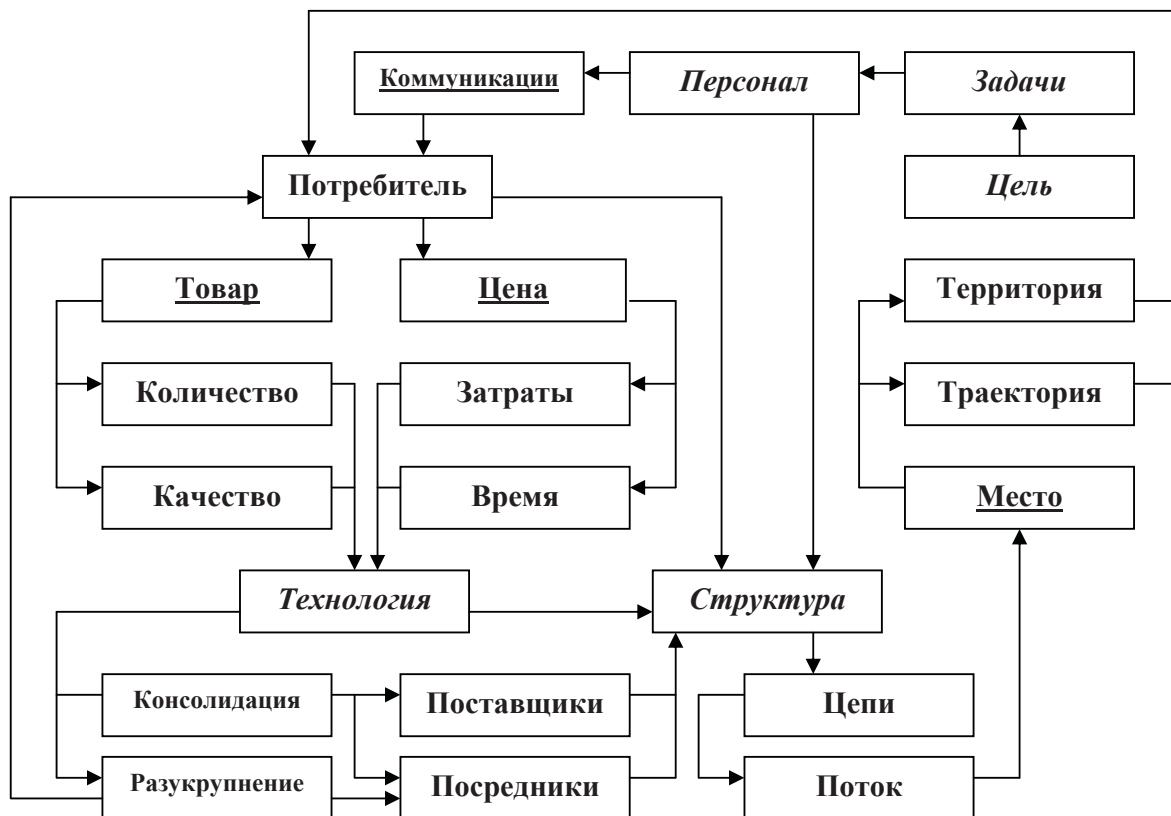 Коммуникации
Персонал
Задачи
Потребитель
Цель
Товар
Цена
Территория
Количество
Затраты
Траектория
Качество
Время
Место
Технология
Структура
Консолидация
Поставщики
Цепи
Разукрупнение
Посредники
Поток